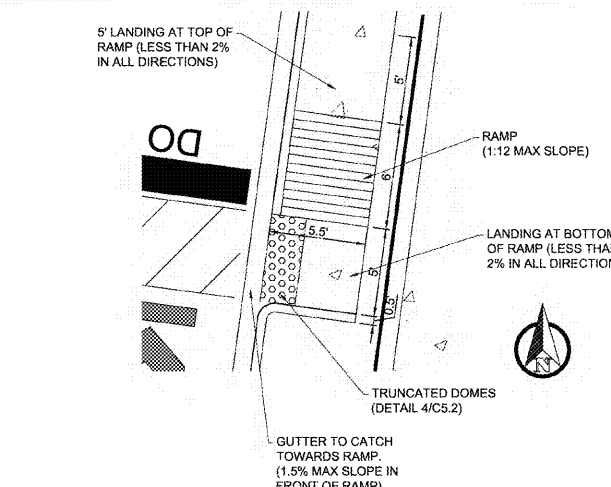 5' LANDING AT TOP OF
RAMP (LESS THAN 2%
IN ALL DIRECTIONS)
DO
5'
RAMP
(1:12 MAX SLOPE)
6'
5.5'
LANDING AT BOTTOM
OF RAMP (LESS THA
2% IN ALL DIRECTION
5'
0.5'
N
TRUNCATED DOMES
(DETAIL 4/C5.2)
GUTTER TO CATCH
TOWARDS RAMP.
(1.5% MAX SLOPE IN
FRONT OF RAMP)